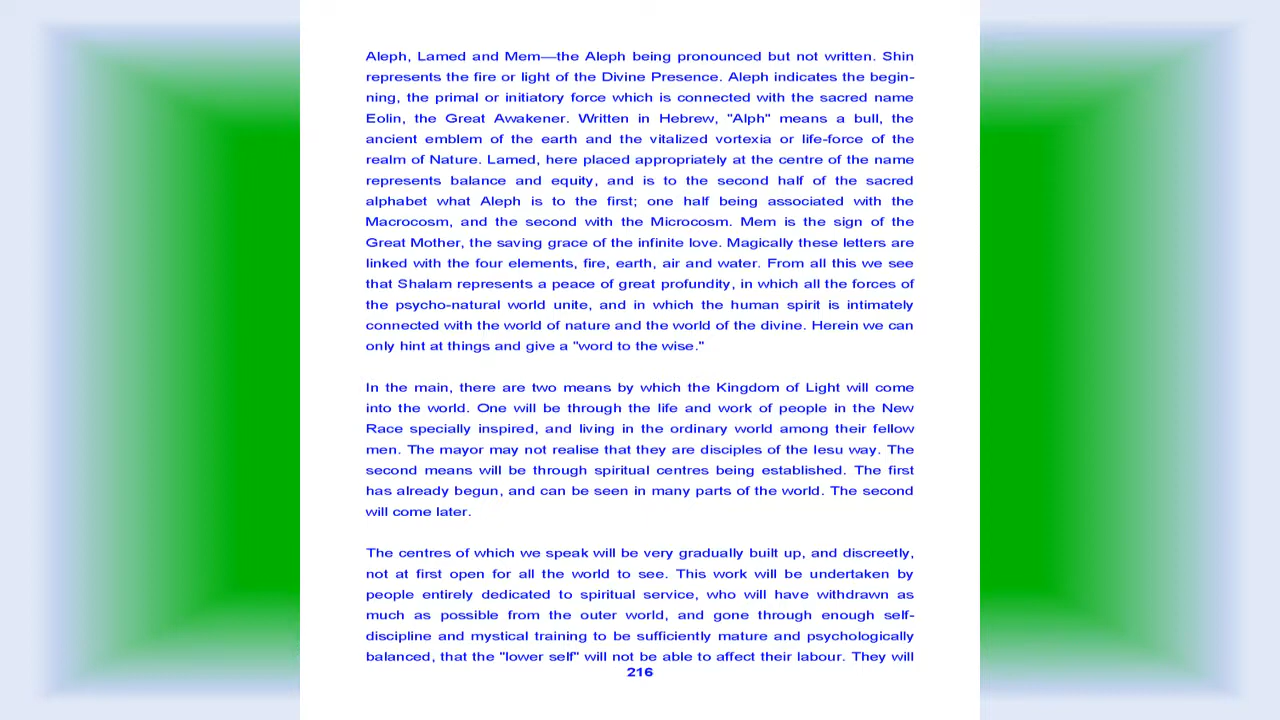 Aleph, Lamed and Mem—the Aleph being pronounced but not written. Shin
represents the fire or light of the Divine Presence. Aleph indicates the begin-
ning, the primal or initiatory force which is connected with the sacred name
Eolin, the Great Awakener. Written in Hebrew, "Alph" means a bull, the
ancient emblem of the earth and the vitalized vortexia or life-force of the
realm of Nature. Lamed, here placed appropriately at the centre of the name
represents balance and equity, and is to the second half of the sacred
alphabet what Aleph is to the first; one half being associated with the
Macrocosm, and the second with the Microcosm. Mem is the sign of the
Great Mother, the saving grace of the infinite love. Magically these letters are
linked with the four elements, fire, earth, air and water. From all this we see
that Shalam represents a peace of great profundity, in which all the forces of
the psycho-natural world unite, and in which the human spirit is intimately
connected with the world of nature and the world of the divine. Herein we can
only hint at things and give a "word to the wise."
In the main, there are two means by which the Kingdom of Light will come
into the world. One will be through the life and work of people in the New
Race specially inspired, and living in the ordinary world among their fellow
men. The mayor may not realise that they are disciples of the Iesu way. The
second means will be through spiritual centres being established. The first
has already begun, and can be seen in many parts of the world. The second
will come later.
The centres of which we speak will be very gradually built up, and discreetly,
not at first open for all the world to see. This work will be undertaken by
people entirely dedicated to spiritual service, who will have withdrawn as
much as possible from the outer world, and gone through enough self-
discipline and mystical training to be sufficiently mature and psychologically
balanced, that the "lower self" will not be able to affect their labour. They will
216